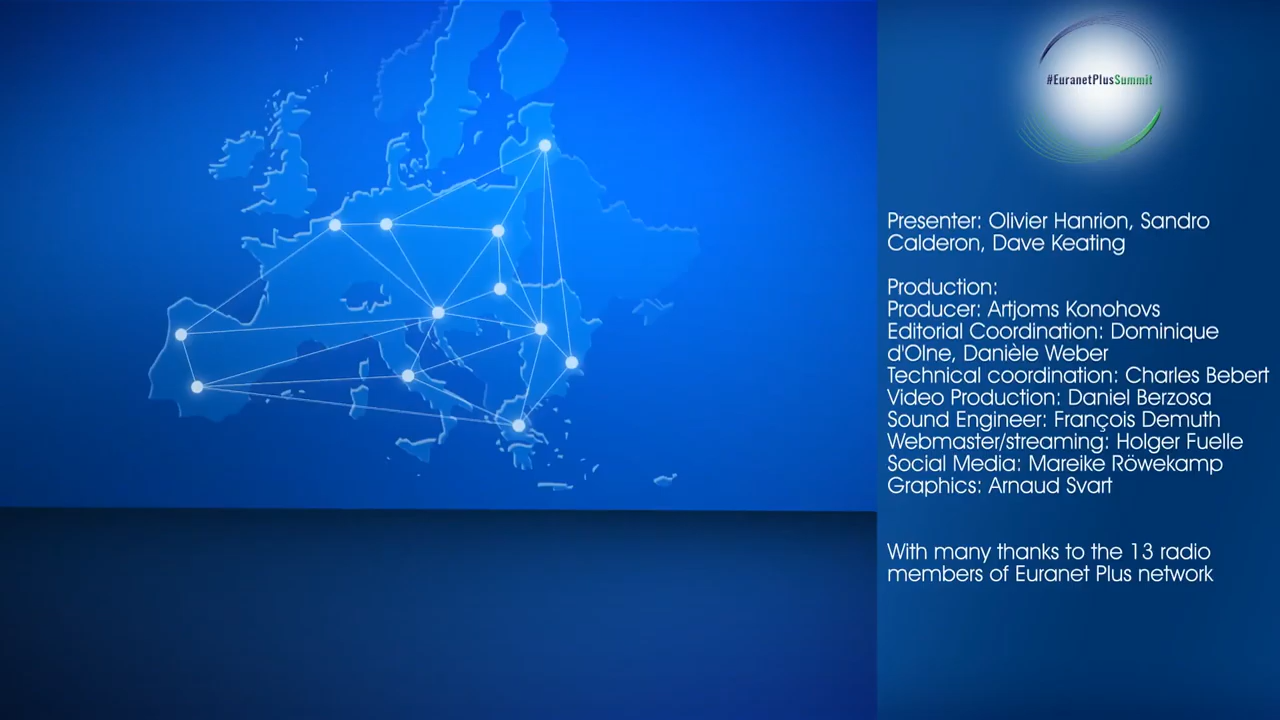 #EuranetPlusSummit
Presenter: Olivier Hanrion, Sandro
Calderon, Dave Keating
Production:
Producer: Artjoms Konohovs
Editorial Coordination: Dominique
d'Olne, Danièle Weber
Technical coordination: Charles Bebert
Video Production: Daniel Berzosa
Sound Engineer: François Demuth
Webmaster/streaming: Holger Fuelle
Social Media: Mareike Röwekamp
Graphics: Arnaud Svart
With many thanks to the 13 radio
members of Euranet Plus network